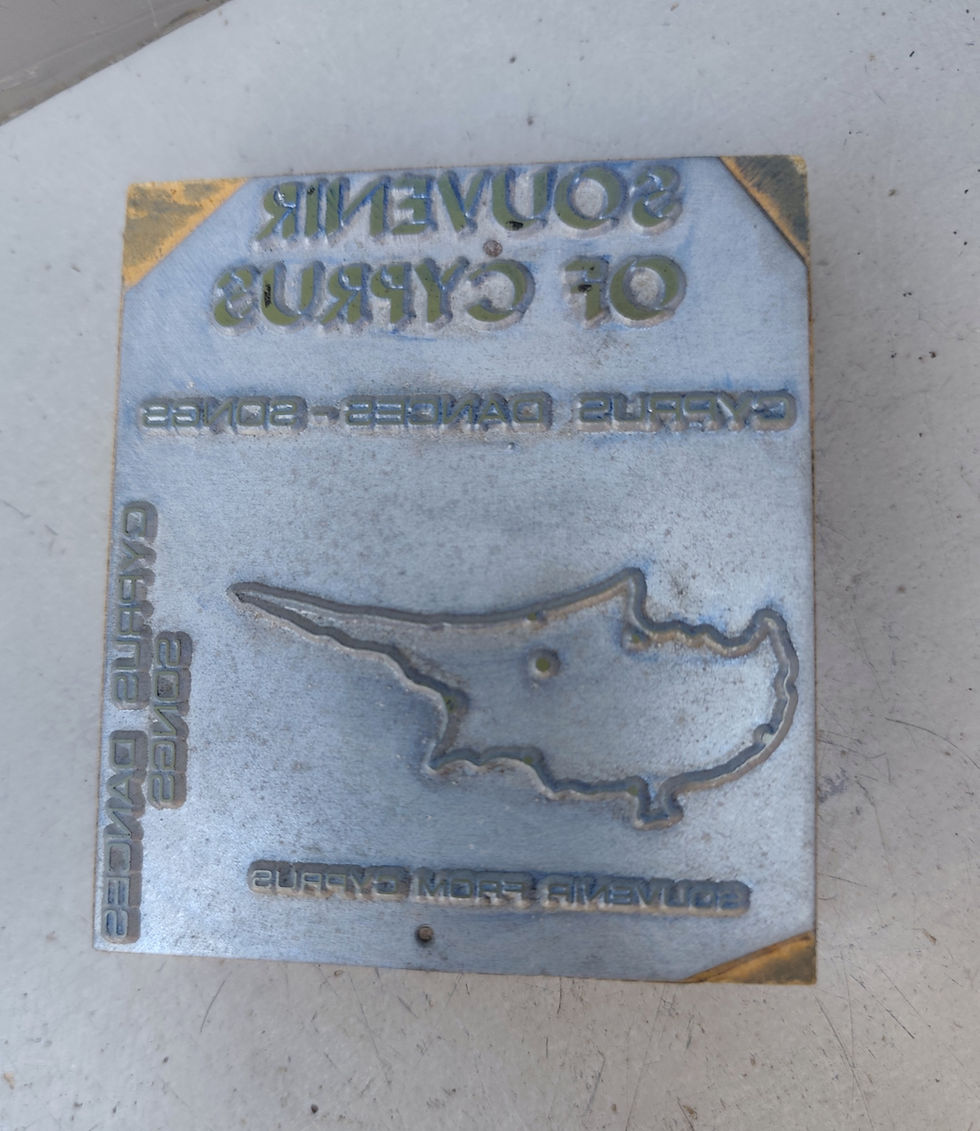 SOUVENIR
OF CYPRUS
CYPRUS DANCES - SONGS
CYPRUS DANCES
SONGS
SOUVENIR FROM CYPRUS